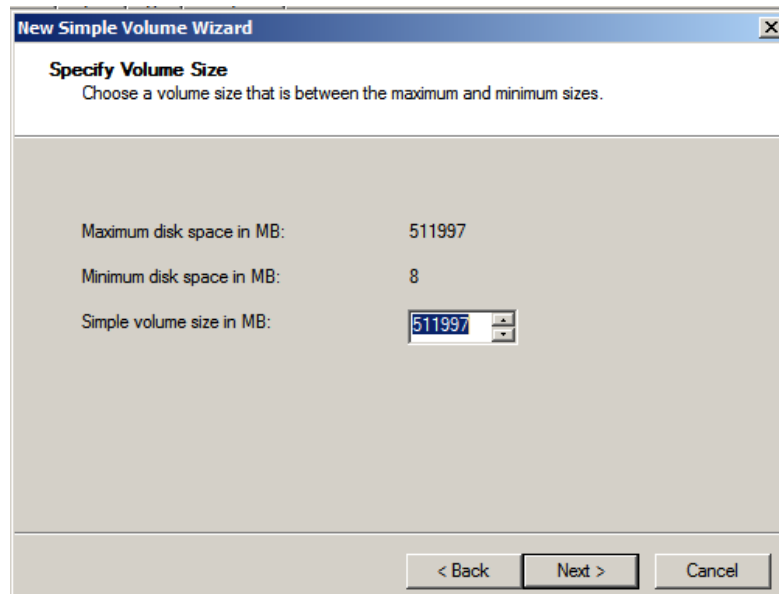 New Simple Volume Wizard
Specify Volume Size
Choose a volume size that is between the maximum and minimum sizes.
Maximum disk space in MB: 511997
Minimum disk space in MB: 8
Simple volume size in MB: 511997
< Back Next > Cancel